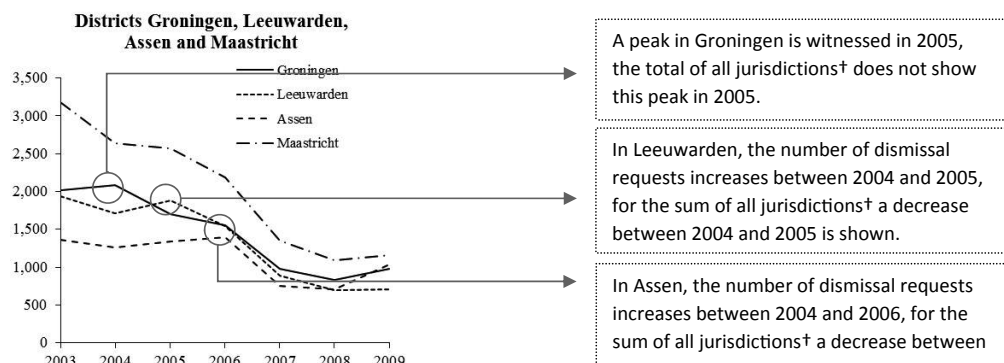 Districts Groningen, Leeuwarden,
Assen and Maastricht
Groningen
Leeuwarden
Assen
Maastricht
3,500
3,000
2,500
2,000
1,500
1,000
500
0
2003 2004 2005 2006 2007 2008 2009
A peak in Groningen is witnessed in 2005,
the total of all jurisdictions† does not show
this peak in 2005.
In Leeuwarden, the number of dismissal
requests increases between 2004 and 2005,
for the sum of all jurisdictions† a decrease
between 2004 and 2005 is shown.
In Assen, the number of dismissal requests
increases between 2004 and 2006, for the
sum of all jurisdictions† a decrease between